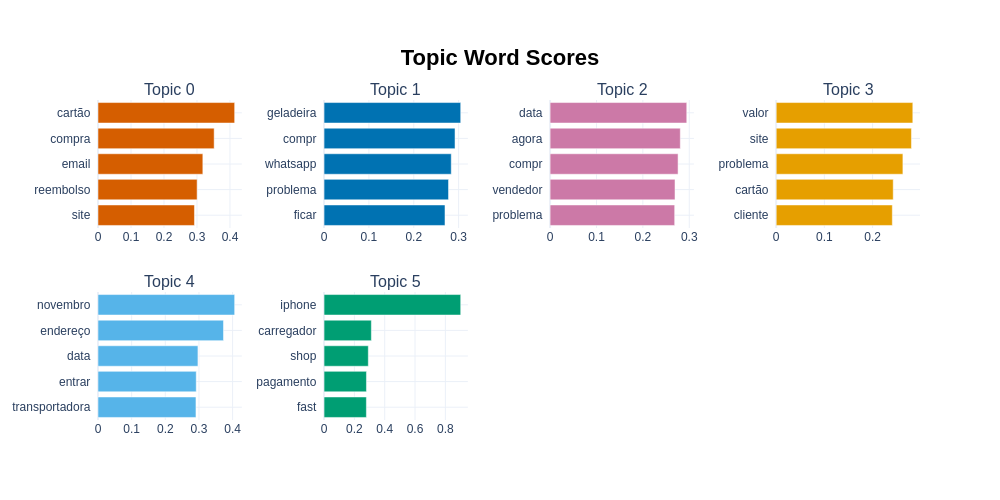 Topic Word Scores
Topic 0
cartão
compra
email
reembolso
site
0 0.1 0.2 0.3 0.4
Topic 1
geladeira
compr
whatsapp
problema
ficar
0 0.1 0.2 0.3
Topic 2
data
agora
compr
vendedor
problema
0 0.1 0.2 0.3
Topic 3
valor
site
problema
cartão
cliente
0 0.1 0.2
Topic 4
novembro
endereço
data
entrar
transportadora
0 0.1 0.2 0.3 0.4
Topic 5
iphone
carregador
shop
pagamento
fast
0 0.2 0.4 0.6 0.8